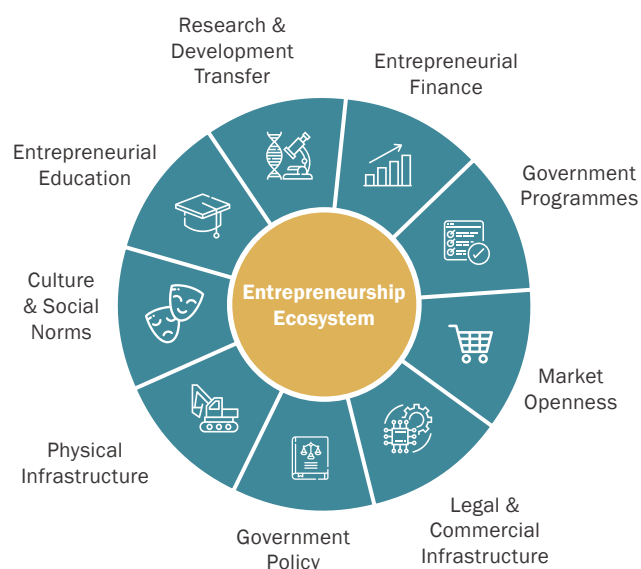 Research &
Development
Transfer
Entrepreneurial
Finance
Government
Programmes
Market
Openness
Legal &
Commercial
Infrastructure
Government
Policy
Physical
Infrastructure
Culture
& Social
Norms
Entrepreneurial
Education
Entrepreneurship
Ecosystem